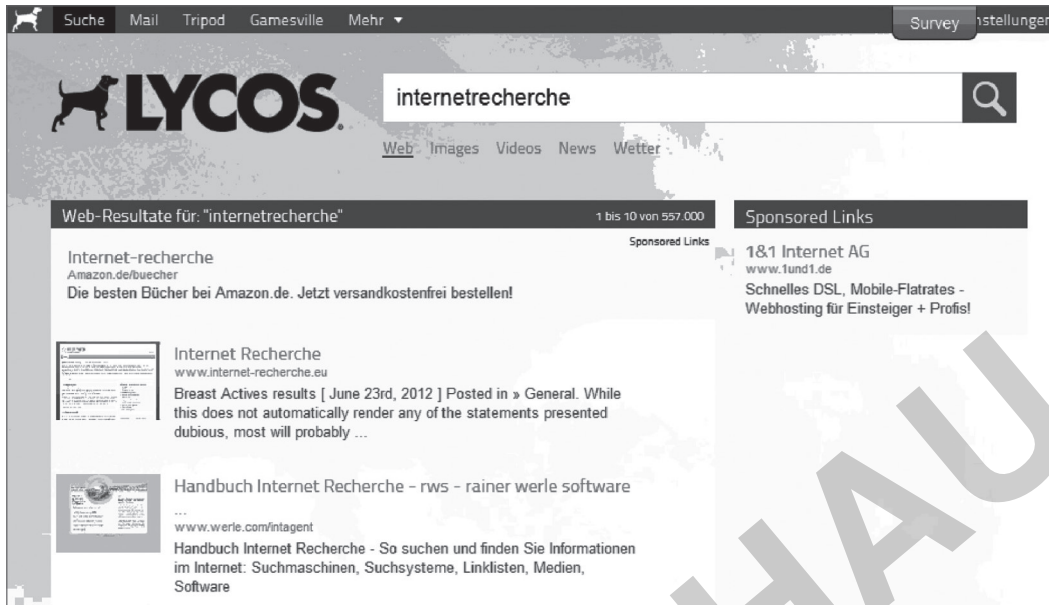 Suche Mail Tripod Gamesville Mehr Survey nstellungen
LYCOS
internetrecherche
Web Images Videos News Wetter
Web-Resultate für: "internetrecherche" 1 bis 10 von 557.000
Sponsored Links
Internet-recherche
Amazon.de/buecher
Die besten Bücher bei Amazon.de. Jetzt versandkostenfrei bestellen!
Sponsored Links
1&1 Internet AG
www.1und1.de
Schnelles DSL, Mobile-Flatrates -
Webhosting für Einsteiger + Profis!
Internet Recherche
www.internet-recherche.eu
Breast Actives results [ June 23rd, 2012 ] Posted in » General. While
this does not automatically render any of the statements presented
dubious, most will probably ...
Handbuch Internet Recherche - rws - rainer werle software
...
www.werle.com/intagent
Handbuch Internet Recherche - So suchen und finden Sie Informationen
im Internet: Suchmaschinen, Suchsysteme, Linklisten, Medien,
Software
HAU